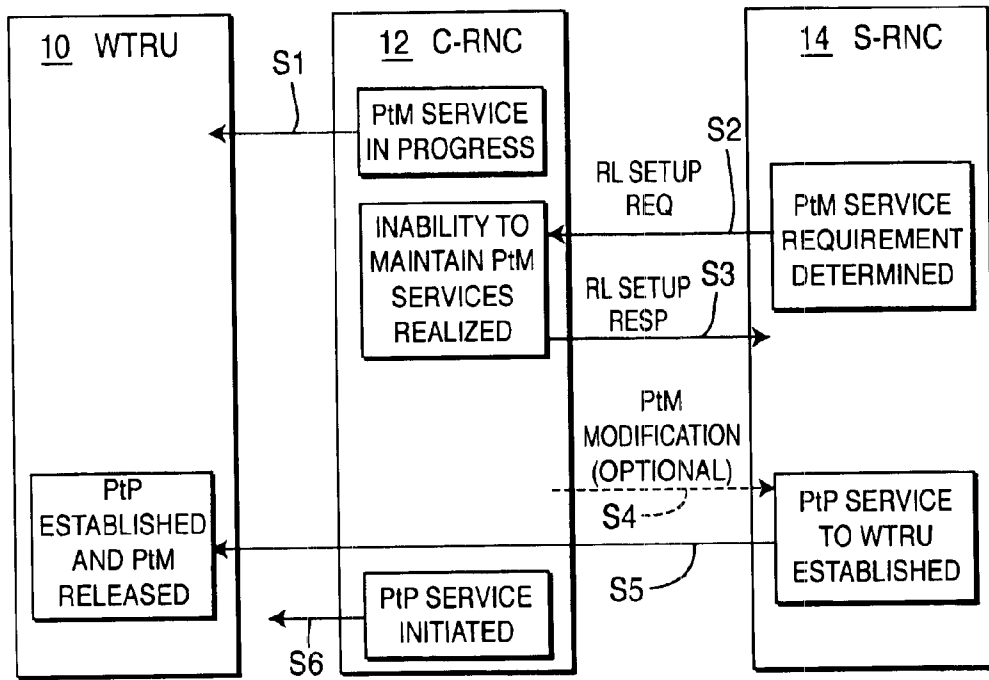 10 WTRU
12 C-RNC
14 S-RNC
S1
PtM SERVICE
IN PROGRESS
S2
RL SETUP
REQ
PtM SERVICE
REQUIREMENT
DETERMINED
INABILITY TO
MAINTAIN PtM
SERVICES
REALIZED
RL SETUP
RESP
S3
PtM
MODIFICATION
(OPTIONAL)
S4
PtP
ESTABLISHED
AND PtM
RELEASED
PtP SERVICE
TO WTRU
ESTABLISHED
S5
PtP SERVICE
INITIATED
S6